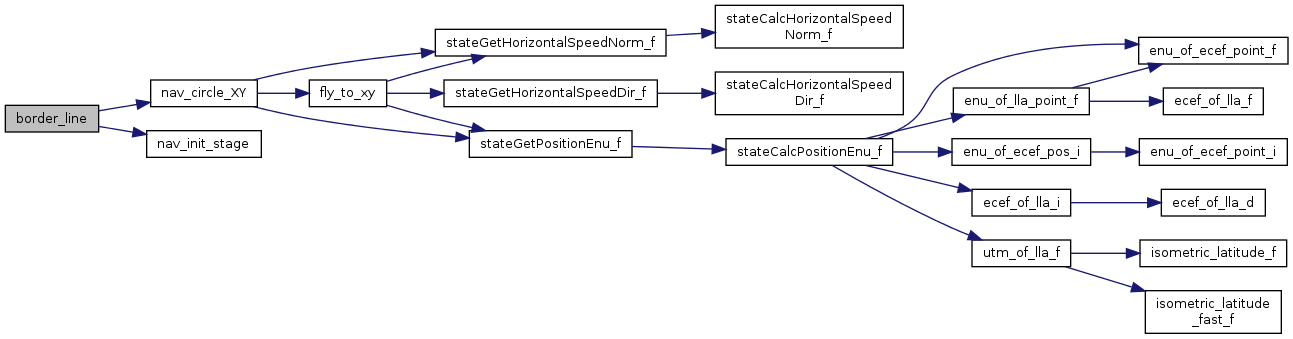 border_line
nav_circle_XY
nav_init_stage
fly_to_xy
stateGetHorizontalSpeedNorm_f
stateGetHorizontalSpeedDir_f
stateGetPositionEnu_f
stateCalcHorizontalSpeed
Norm_f
stateCalcHorizontalSpeed
Dir_f
stateCalcPositionEnu_f
enu_of_lla_point_f
enu_of_ecef_pos_i
ecef_of_lla_i
utm_of_lla_f
enu_of_ecef_point_f
ecef_of_lla_f
enu_of_ecef_point_i
ecef_of_lla_d
isometric_latitude_f
isometric_latitude
_fast_f